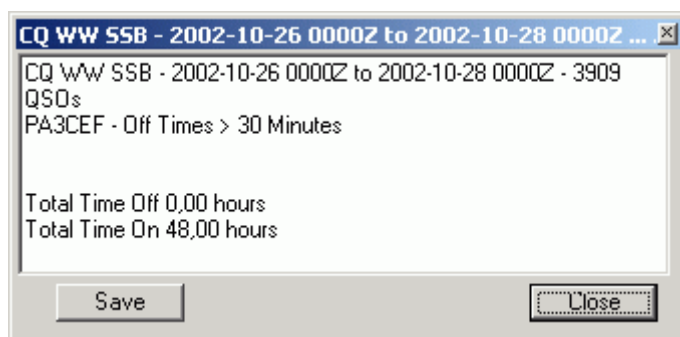 CQ WW SSB - 2002-10-26 0000Z to 2002-10-28 0000Z ...
CQ WW SSB - 2002-10-26 0000Z to 2002-10-28 0000Z - 3909
QSOs
PA3CEF - Off Times > 30 Minutes
Total Time Off 0,00 hours
Total Time On 48,00 hours
Save Close